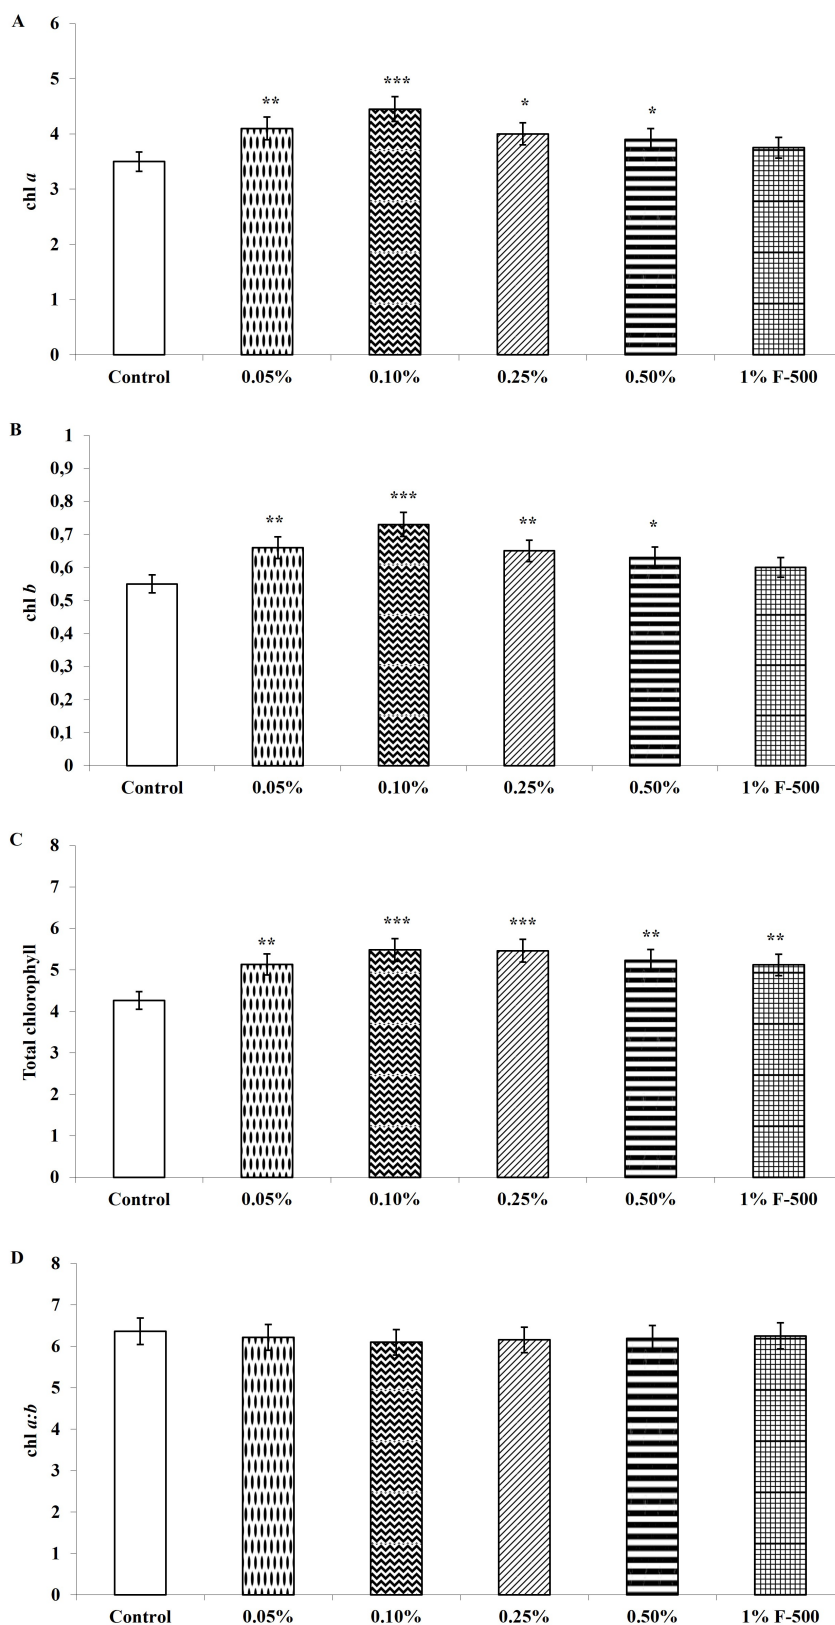 A
6
5
4
3
2
1
0
chl a
** *** * *
Control 0.05% 0.10% 0.25% 0.50% 1% F-500
B
1
0,9
0,8
0,7
0,6
0,5
0,4
0,3
0,2
0,1
0
chl b
** *** ** *
Control 0.05% 0.10% 0.25% 0.50% 1% F-500
C
8
7
6
5
4
3
2
1
0
Total chlorophyll
** *** *** ** **
Control 0.05% 0.10% 0.25% 0.50% 1% F-500
D
8
7
6
5
4
3
2
1
0
chl a:b
Control 0.05% 0.10% 0.25% 0.50% 1% F-500